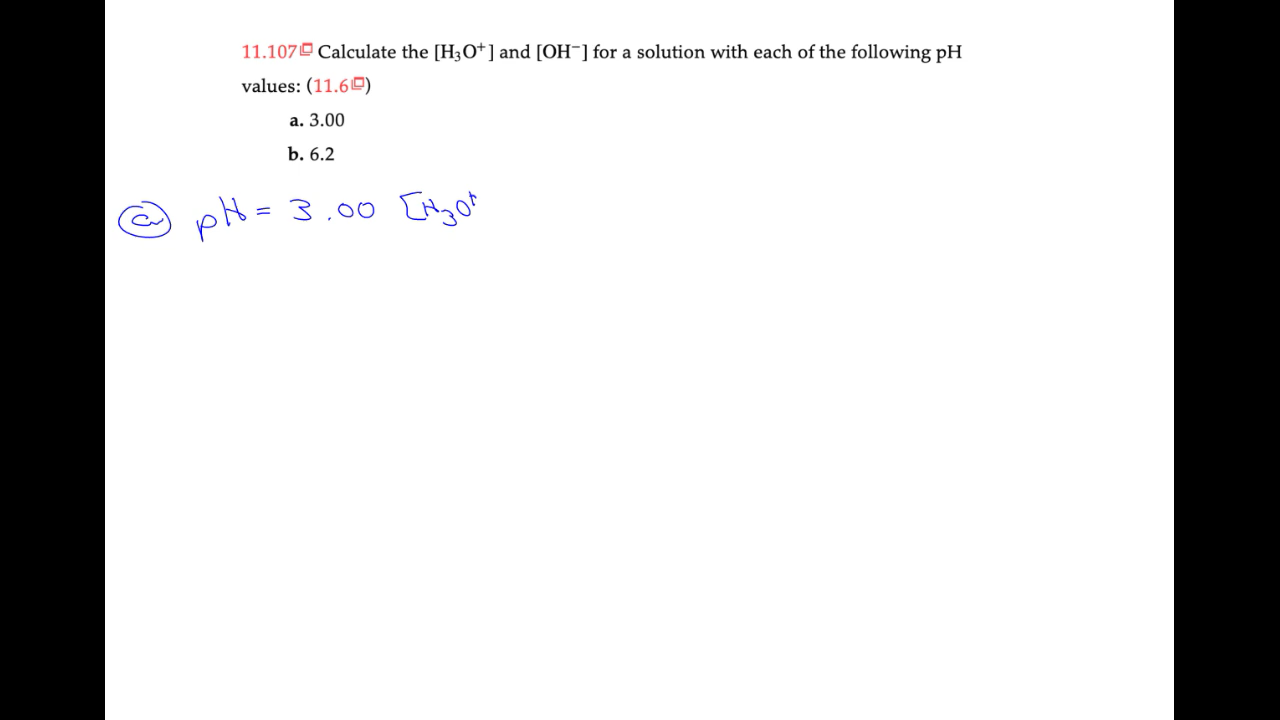 11.107 Calculate the [H₃O⁺] and [OH⁻] for a solution with each of the following pH
values: (11.6)
a. 3.00
b. 6.2
a pH = 3.00 [H₃O⁺